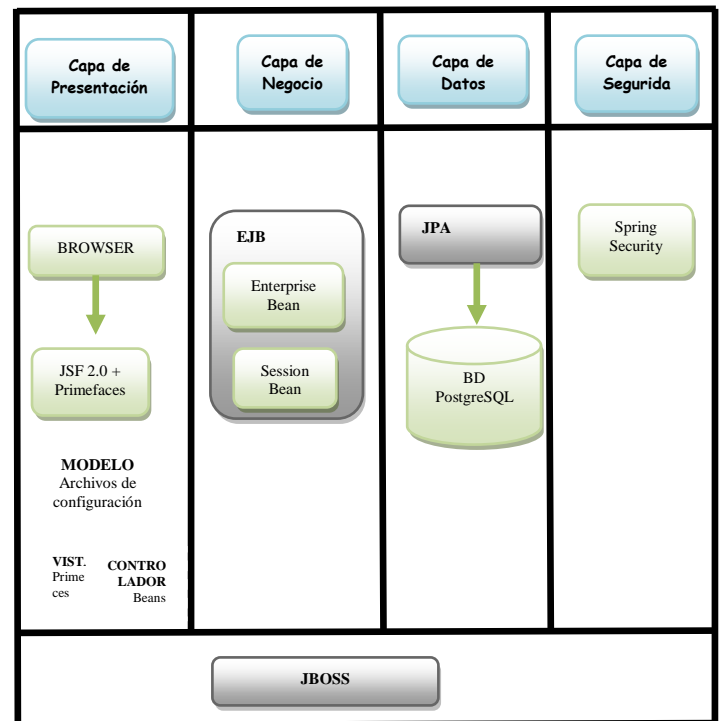 Capa de
Presentación
Capa de
Negocio
Capa de
Datos
Capa de
Segurida
BROWSER
JSF 2.0 +
Primefaces
MODELO
Archivos de
configuración
VIST.
Prime
ces
CONTRO
LADOR
Beans
EJB
Enterprise
Bean
Session
Bean
JPA
BD
PostgreSQL
Spring
Security
JBOSS